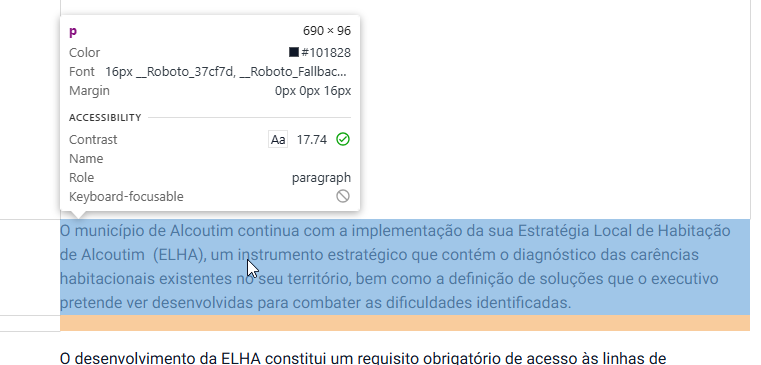 p 690 × 96
Color #101828
Font 16px __Roboto_37cf7d, __Roboto_Fallbac...
Margin 0px 0px 16px
ACCESSIBILITY
Contrast Aa 17.74
Name
Role paragraph
Keyboard-focusable
O município de Alcoutim continua com a implementação da sua Estratégia Local de Habitação
de Alcoutim (ELHA), um instrumento estratégico que contém o diagnóstico das carências
habitacionais existentes no seu território, bem como a definição de soluções que o executivo
pretende ver desenvolvidas para combater as dificuldades identificadas.
O desenvolvimento da ELHA constitui um requisito obrigatório de acesso às linhas de